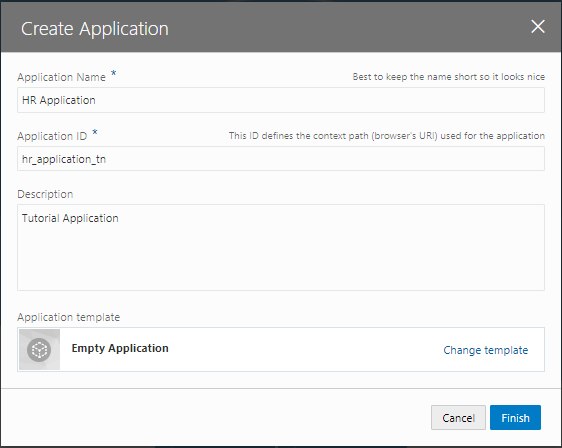 Create Application
Application Name * Best to keep the name short so it looks nice
HR Application
Application ID * This ID defines the context path (browser's URI) used for the application
hr_application_tn
Description
Tutorial Application
Application template
Empty Application Change template
Cancel Finish